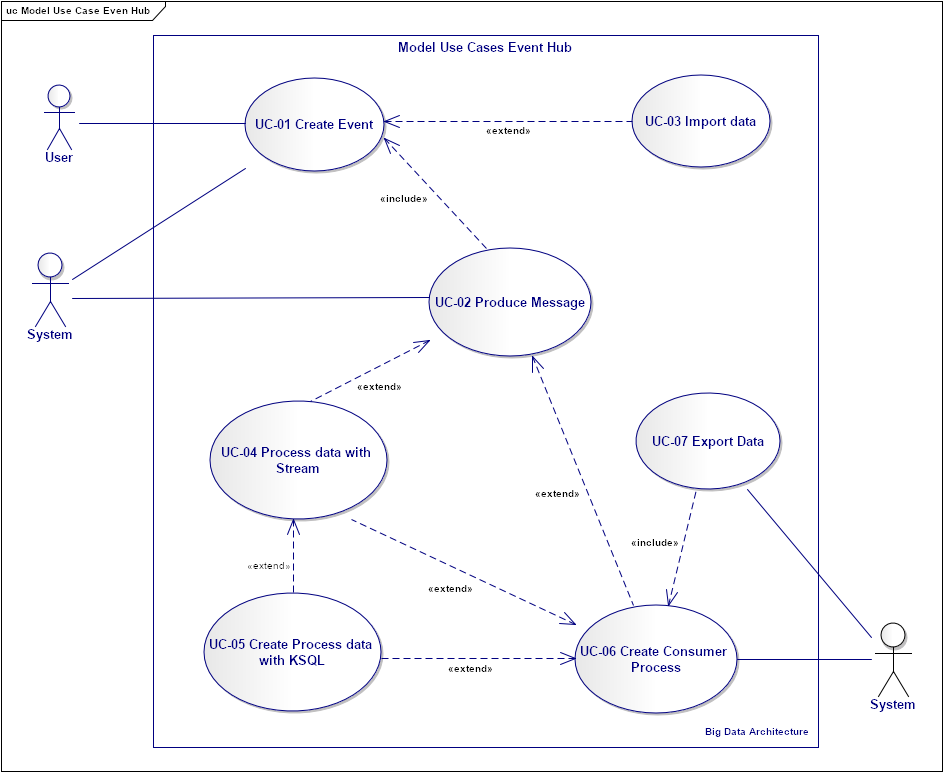 uc Model Use Case Even Hub
Model Use Cases Event Hub
UC-01 Create Event
UC-03 Import data
«extend»
User
«include»
System
UC-02 Produce Message
«extend»
UC-04 Process data with
Stream
UC-07 Export Data
«extend»
«include»
«extend»
«extend»
UC-05 Create Process data
with KSQL
UC-06 Create Consumer
Process
«extend»
System
Big Data Architecture